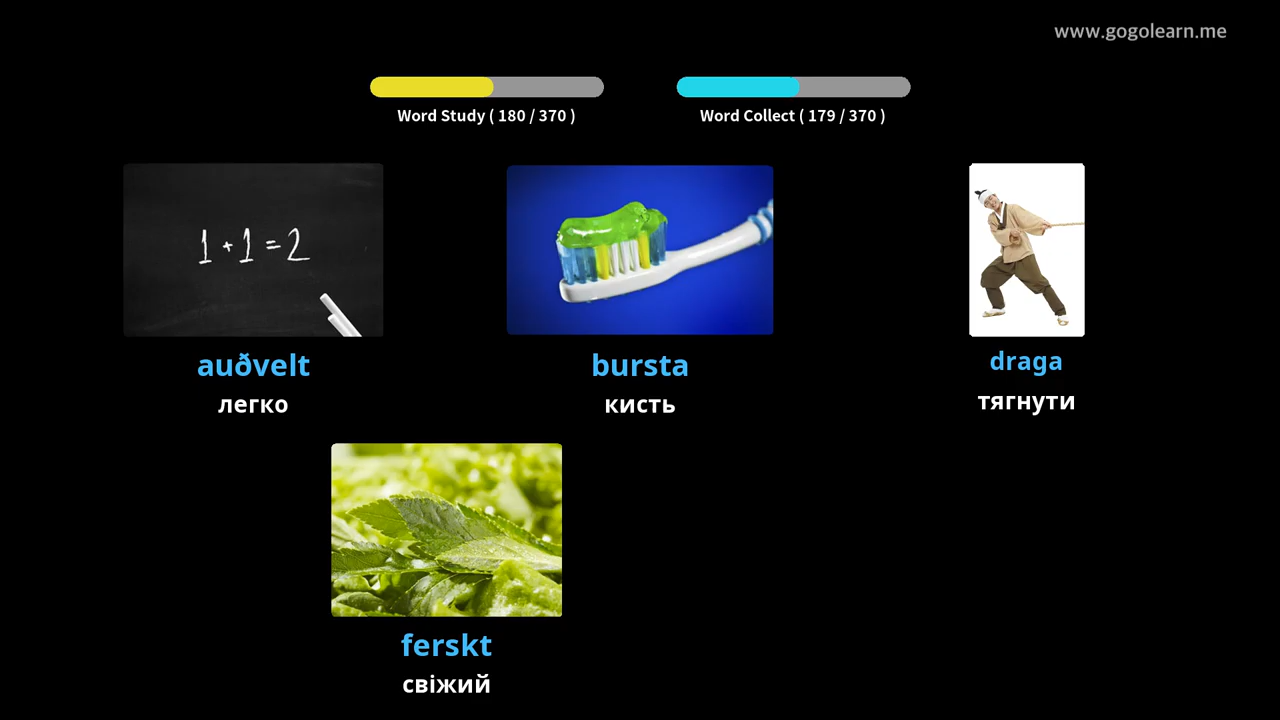 www.gogolearn.me
Word Study ( 180 / 370 )
Word Collect ( 179 / 370 )
1 + 1 = 2
auðvelt
легко
bursta
кисть
draga
тягнути
ferskt
свіжий